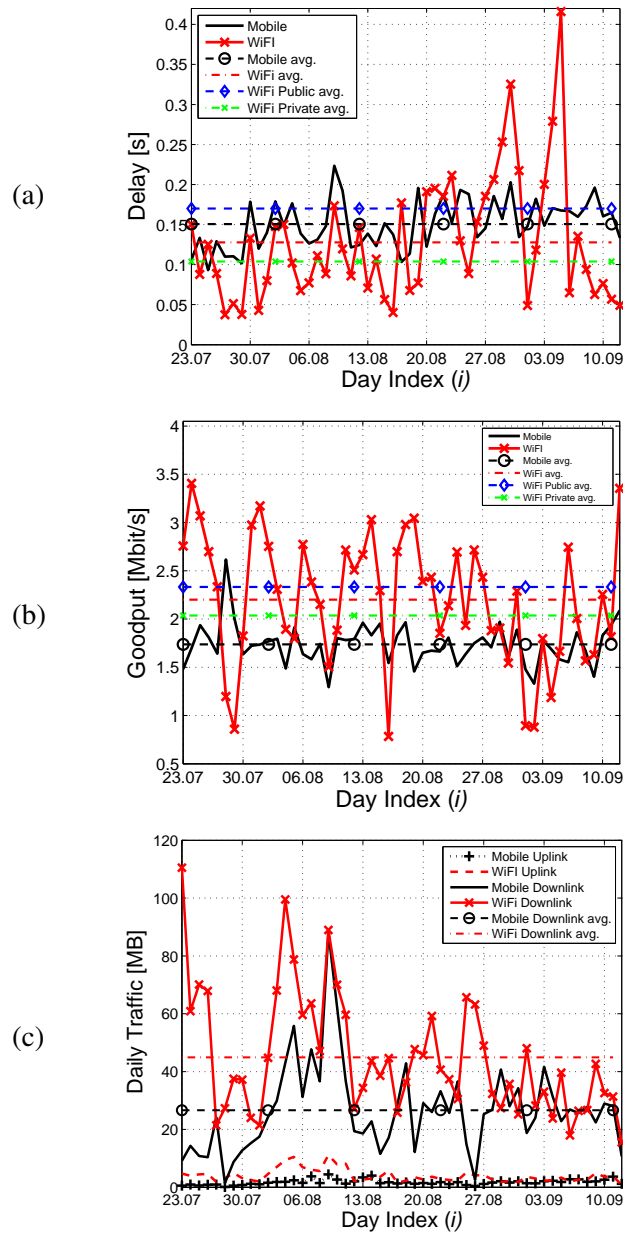 (a)
Delay [s]
0.4
0.35
0.3
0.25
0.2
0.15
0.1
0.05
0
Mobile
WiFI
Mobile avg.
WiFi avg.
WiFi Public avg.
WiFi Private avg.
23.07 30.07 06.08 13.08 20.08 27.08 03.09 10.09
Day Index (i)
(b)
Goodput [Mbit/s]
4
3.5
3
2.5
2
1.5
1
0.5
Mobile
WiFI
Mobile avg.
WiFi avg.
WiFi Public avg.
WiFi Private avg.
23.07 30.07 06.08 13.08 20.08 27.08 03.09 10.09
Day Index (i)
(c)
Daily Traffic [MB]
120
100
80
60
40
20
0
Mobile Uplink
WiFI Uplink
Mobile Downlink
WiFi Downlink
Mobile Downlink avg.
WiFi Downlink avg.
23.07 30.07 06.08 13.08 20.08 27.08 03.09 10.09
Day Index (i)